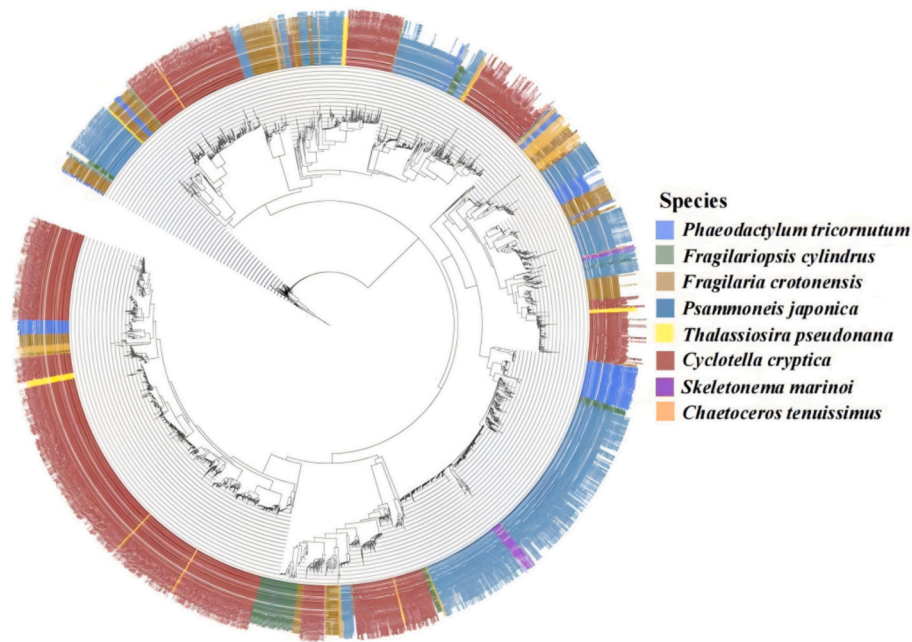 Species
Phaeodactylum tricornutum
Fragilariopsis cylindrus
Fragilaria crotonensis
Psammoneis japonica
Thalassiosira pseudonana
Cyclotella cryptica
Skeletonema marinoi
Chaetoceros tenuissimus